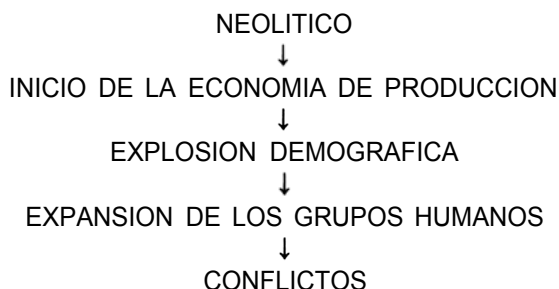 NEOLITICO
↓
INICIO DE LA ECONOMIA DE PRODUCCION
↓
EXPLOSION DEMOGRAFICA
↓
EXPANSION DE LOS GRUPOS HUMANOS
↓
CONFLICTOS